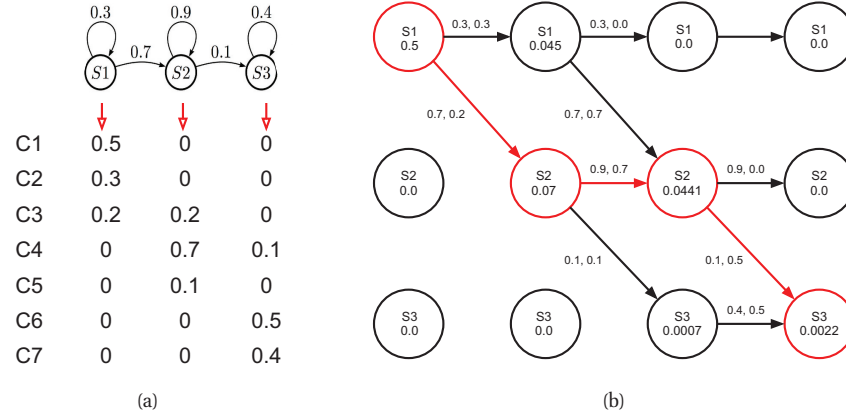 0.3 0.9 0.4
0.7 0.1
S1 S2 S3
C1 0.5 0 0
C2 0.3 0 0
C3 0.2 0.2 0
C4 0 0.7 0.1
C5 0 0.1 0
C6 0 0 0.5
C7 0 0 0.4
(a)
S1
0.5
0.3, 0.3
S1
0.045
0.3, 0.0
S1
0.0
S1
0.0
0.7, 0.2
0.7, 0.7
S2
0.0
S2
0.07
0.9, 0.7
S2
0.0441
0.9, 0.0
S2
0.0
0.1, 0.1
0.1, 0.5
S3
0.0
S3
0.0
S3
0.0007
0.4, 0.5
S3
0.0022
(b)